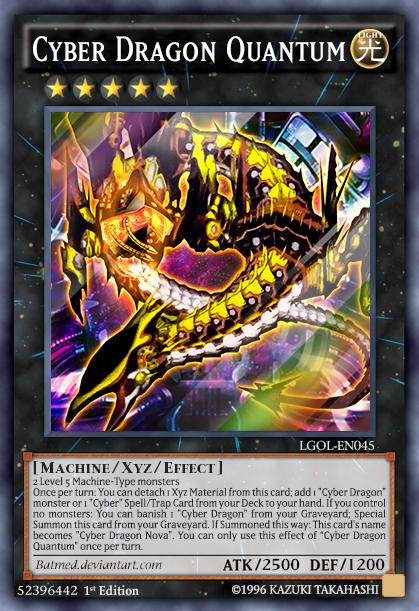 CYBER DRAGON QUANTUM
LIGHT
光
LGOL-EN045
[MACHINE/XYZ/EFFECT]
2 Level 5 Machine-Type monsters
Once per turn: You can detach 1 Xyz Material from this card; add 1 "Cyber Dragon"
monster or 1 "Cyber" Spell/Trap Card from your Deck to your hand. If you control
no monsters: You can banish 1 "Cyber Dragon" from your Graveyard; Special
Summon this card from your Graveyard. If Summoned this way: This card's name
becomes "Cyber Dragon Nova". You can only use this effect of "Cyber Dragon
Quantum" once per turn.
Batmed.deviantart.com
ATK/2500 DEF/1200
52396442 1st Edition
©1996 KAZUKI TAKAHASHI